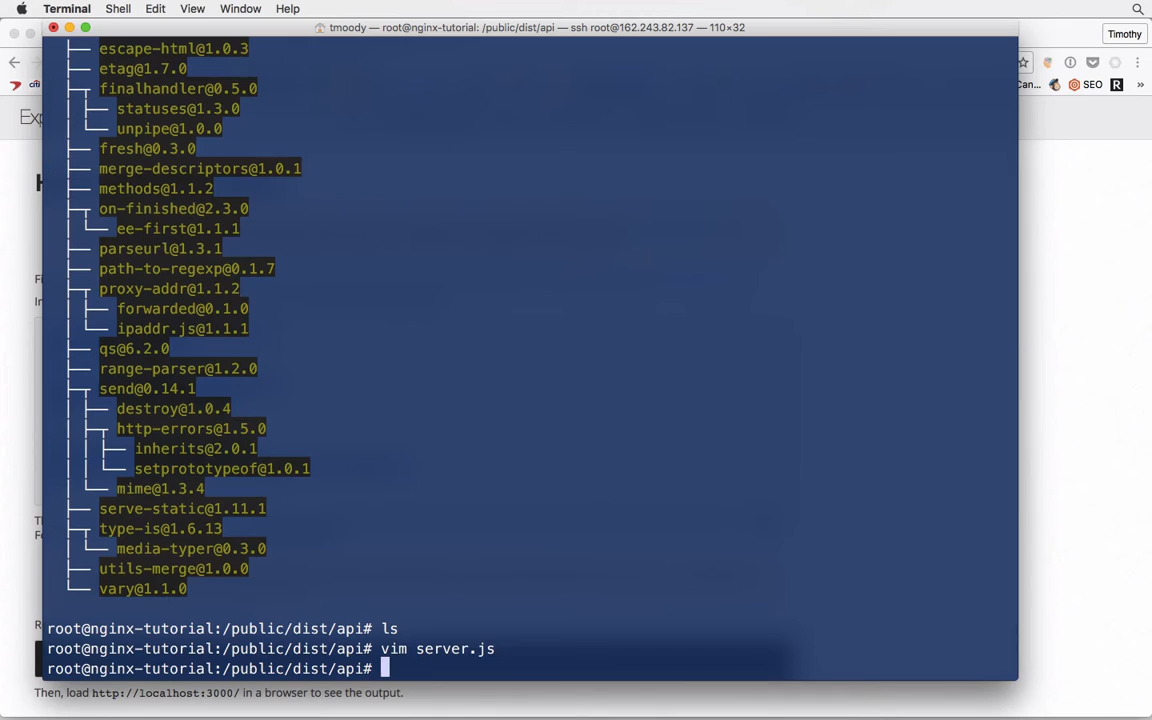 Terminal Shell Edit View Window Help
tmoody — root@nginx-tutorial: /public/dist/api — ssh root@162.243.82.137 — 110×32
Timothy
citi
Can... SEO R »
Exp
H
Fi
In
├── escape-html@1.0.3
├── etag@1.7.0
├─┬ finalhandler@0.5.0
│ ├── statuses@1.3.0
│ └── unpipe@1.0.0
├── fresh@0.3.0
├── merge-descriptors@1.0.1
├── methods@1.1.2
├─┬ on-finished@2.3.0
│ └── ee-first@1.1.1
├── parseurl@1.3.1
├── path-to-regexp@0.1.7
├─┬ proxy-addr@1.1.2
│ ├── forwarded@0.1.0
│ └── ipaddr.js@1.1.1
├── qs@6.2.0
├── range-parser@1.2.0
├─┬ send@0.14.1
│ ├── destroy@1.0.4
│ ├─┬ http-errors@1.5.0
│ │ ├── inherits@2.0.1
│ │ └── setprototypeof@1.0.1
│ └── mime@1.3.4
├── serve-static@1.11.1
├─┬ type-is@1.6.13
│ └── media-typer@0.3.0
├── utils-merge@1.0.0
└── vary@1.1.0
root@nginx-tutorial:/public/dist/api# ls
root@nginx-tutorial:/public/dist/api# vim server.js
root@nginx-tutorial:/public/dist/api#
Th
Fo
R
Then, load http://localhost:3000/ in a browser to see the output.